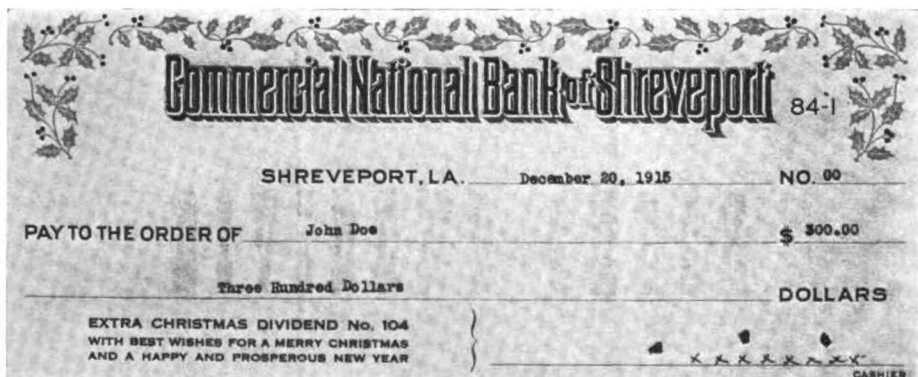 Commercial National Bank of Shreveport 84-1
SHREVEPORT, LA. December 20, 1915 NO. 00
PAY TO THE ORDER OF John Doe $ 300.00
Three Hundred Dollars DOLLARS
EXTRA CHRISTMAS DIVIDEND No. 104
WITH BEST WISHES FOR A MERRY CHRISTMAS
AND A HAPPY AND PROSPEROUS NEW YEAR
x x x x x x x x
CASHIER